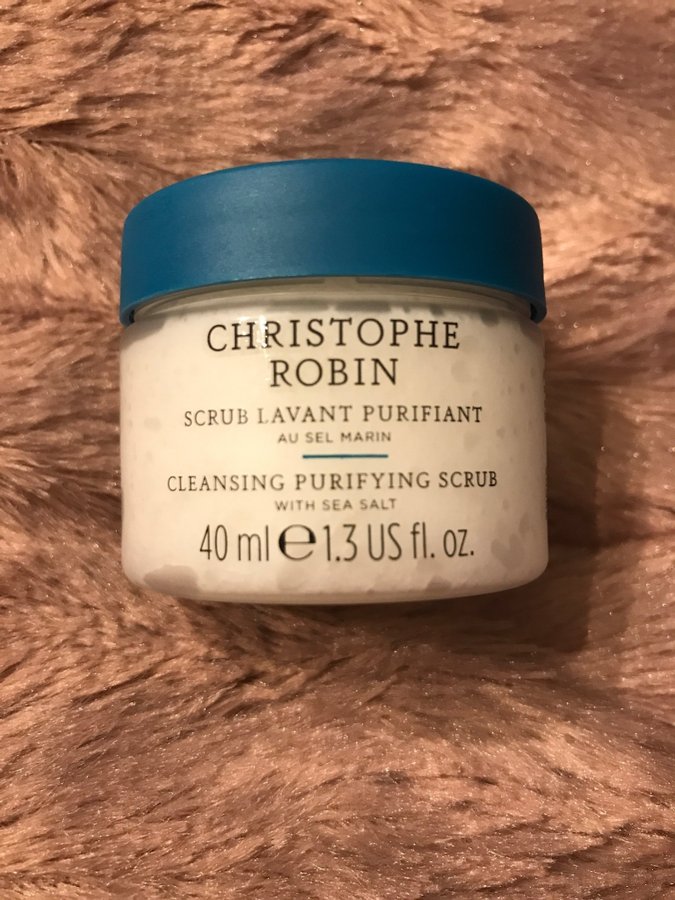 CHRISTOPHE
ROBIN
SCRUB LAVANT PURIFIANT
AU SEL MARIN
CLEANSING PURIFYING SCRUB
WITH SEA SALT
40 ml ℮ 1.3 US fl. oz.